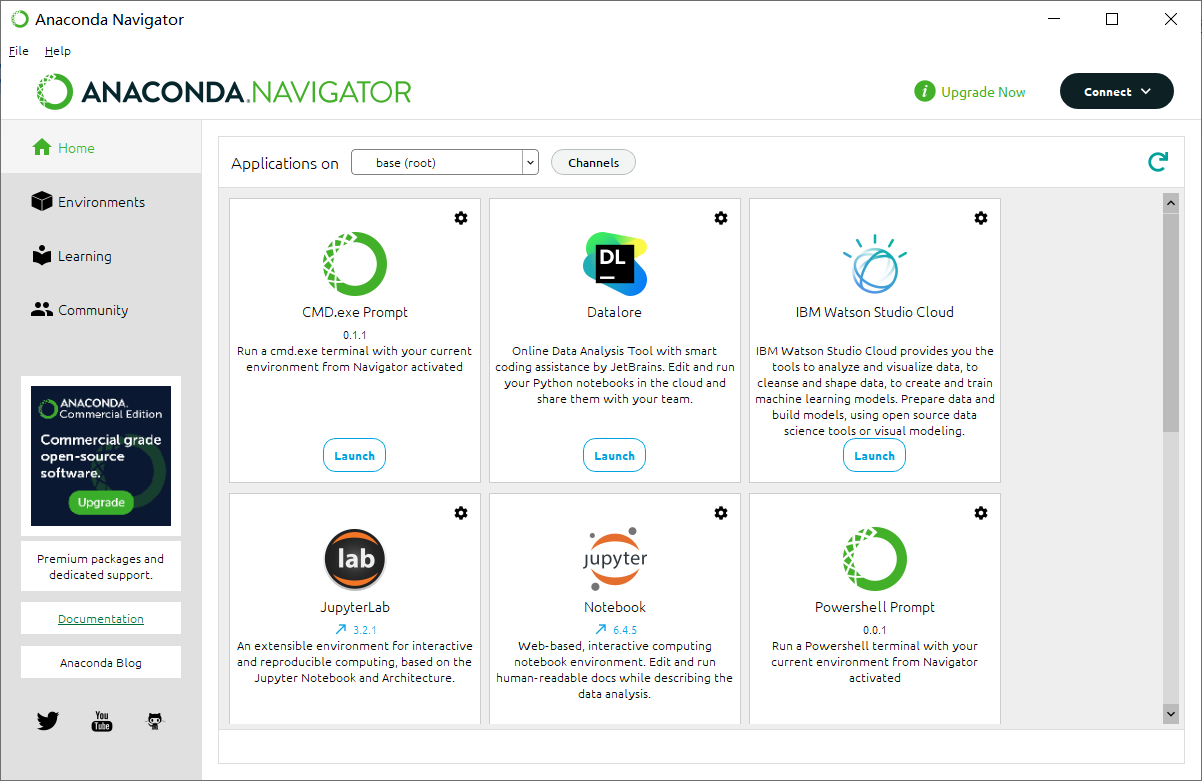 Anaconda Navigator
File Help
ANACONDA.NAVIGATOR
i Upgrade Now
Connect
Home
Environments
Learning
Community
ANACONDA.
Commercial Edition
Commercial grade
open-source
software.
Upgrade
Premium packages and
dedicated support.
Documentation
Anaconda Blog
You
Tube
Applications on base (root) Channels
CMD.exe Prompt
0.1.1
Run a cmd.exe terminal with your current
environment from Navigator activated
Launch
DL
Datalore
Online Data Analysis Tool with smart
coding assistance by JetBrains. Edit and run
your Python notebooks in the cloud and
share them with your team.
Launch
IBM Watson Studio Cloud
IBM Watson Studio Cloud provides you the
tools to analyze and visualize data, to
cleanse and shape data, to create and train
machine learning models. Prepare data and
build models, using open source data
science tools or visual modeling.
Launch
lab
JupyterLab
3.2.1
An extensible environment for interactive
and reproducible computing, based on the
Jupyter Notebook and Architecture.
jupyter
Notebook
6.4.5
Web-based, interactive computing
notebook environment. Edit and run
human-readable docs while describing the
data analysis.
Powershell Prompt
0.0.1
Run a Powershell terminal with your
current environment from Navigator
activated